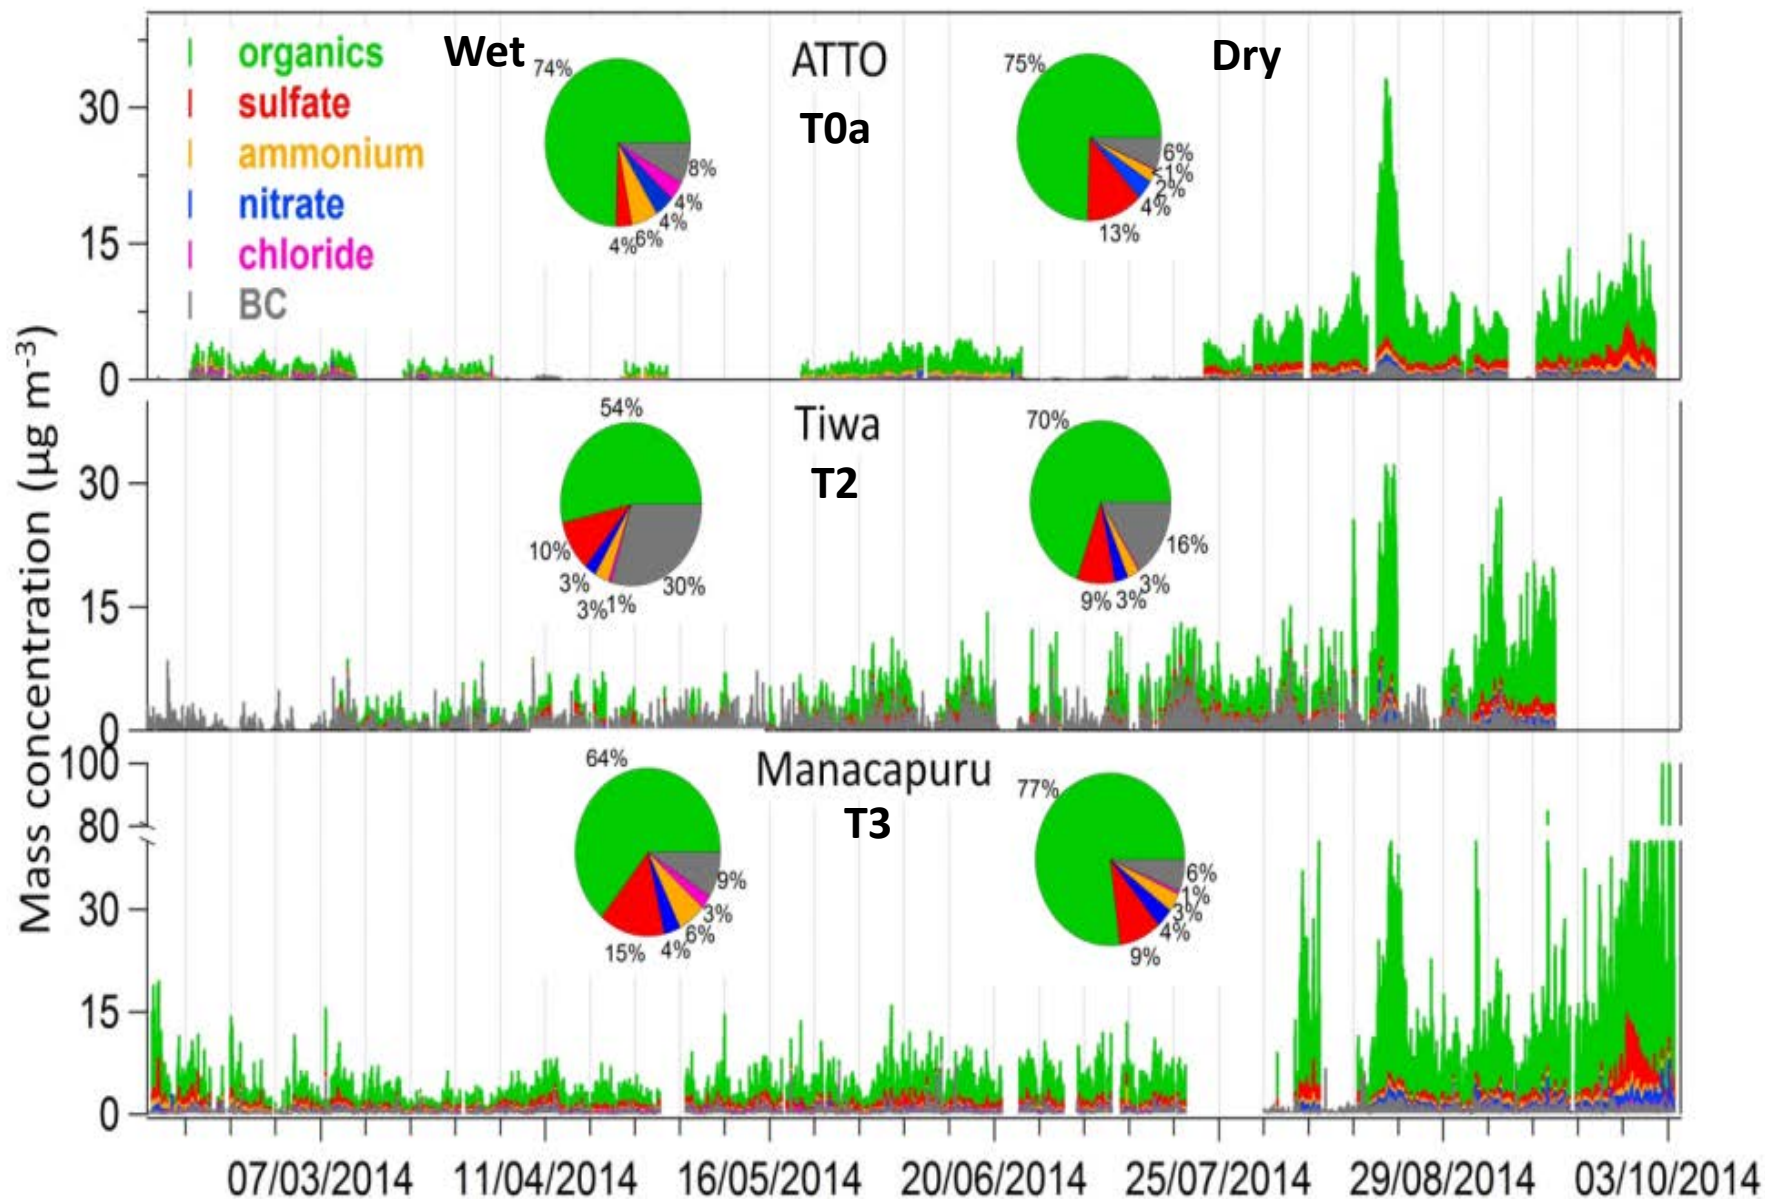 organics
sulfate
ammonium
nitrate
chloride
BC
Wet
ATTO
T0a
Dry
74%
8%
4%
4%
6%
4%
75%
6%
<1%
2%
4%
13%
30
15
0
Tiwa
T2
54%
10%
3%
3%
1%
30%
70%
16%
3%
3%
9%
30
15
0
Manacapuru
T3
64%
9%
3%
6%
4%
15%
77%
6%
1%
3%
4%
9%
100
80
30
15
0
Mass concentration (µg m-3)
07/03/2014 11/04/2014 16/05/2014 20/06/2014 25/07/2014 29/08/2014 03/10/2014